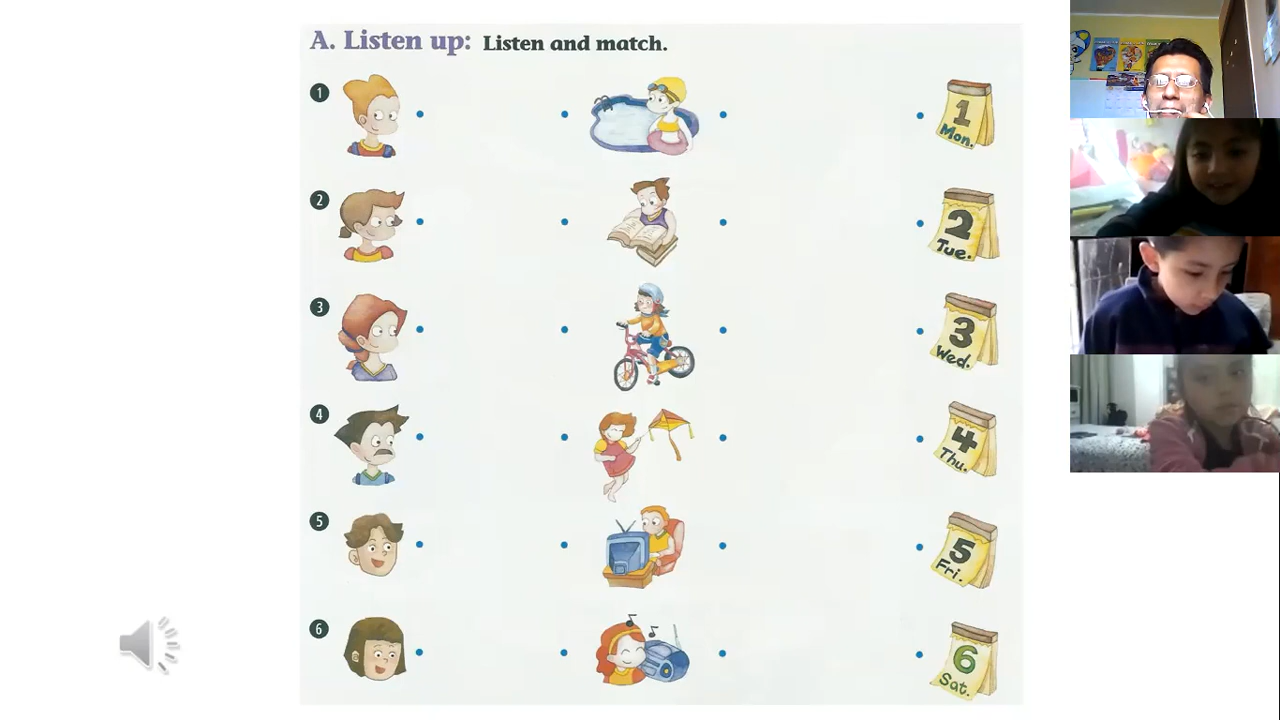 A. Listen up: Listen and match.
1
1
Mon.
2
2
Tue.
3
3
Wed.
4
4
Thu.
5
5
Fri.
6
6
Sat.